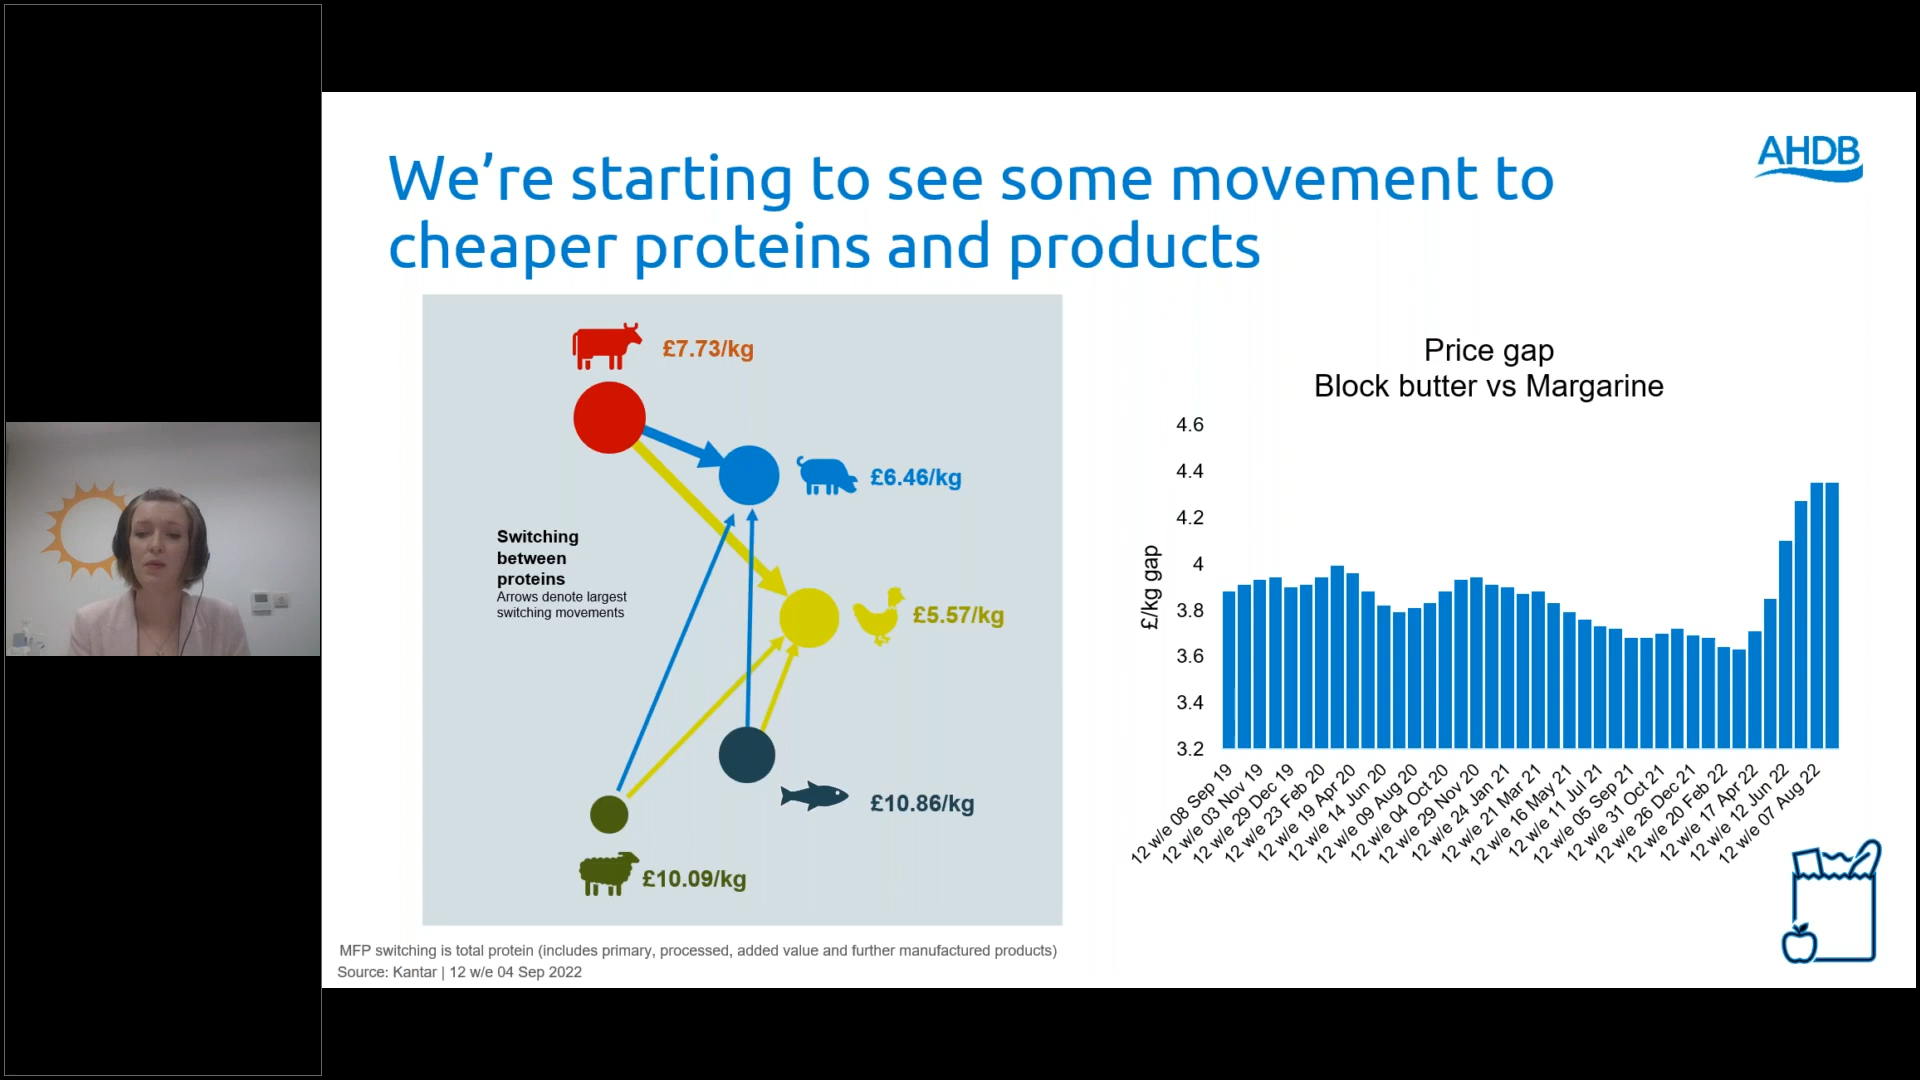 We're starting to see some movement to
cheaper proteins and products
AHDB
£7.73/kg
£6.46/kg
Switching
between
proteins
Arrows denote largest
switching movements
£5.57/kg
£10.86/kg
£10.09/kg
MFP switching is total protein (includes primary, processed, added value and further manufactured products)
Source: Kantar | 12 w/e 04 Sep 2022
Price gap
Block butter vs Margarine
£/kg gap
4.6
4.4
4.2
4
3.8
3.6
3.4
3.2
12 w/e 08 Sep 19
12 w/e 03 Nov 19
12 w/e 29 Dec 19
12 w/e 23 Feb 20
12 w/e 19 Apr 20
12 w/e 14 Jun 20
12 w/e 09 Aug 20
12 w/e 04 Oct 20
12 w/e 29 Nov 20
12 w/e 24 Jan 21
12 w/e 21 Mar 21
12 w/e 16 May 21
12 w/e 11 Jul 21
12 w/e 05 Sep 21
12 w/e 31 Oct 21
12 w/e 26 Dec 21
12 w/e 20 Feb 22
12 w/e 17 Apr 22
12 w/e 12 Jun 22
12 w/e 07 Aug 22